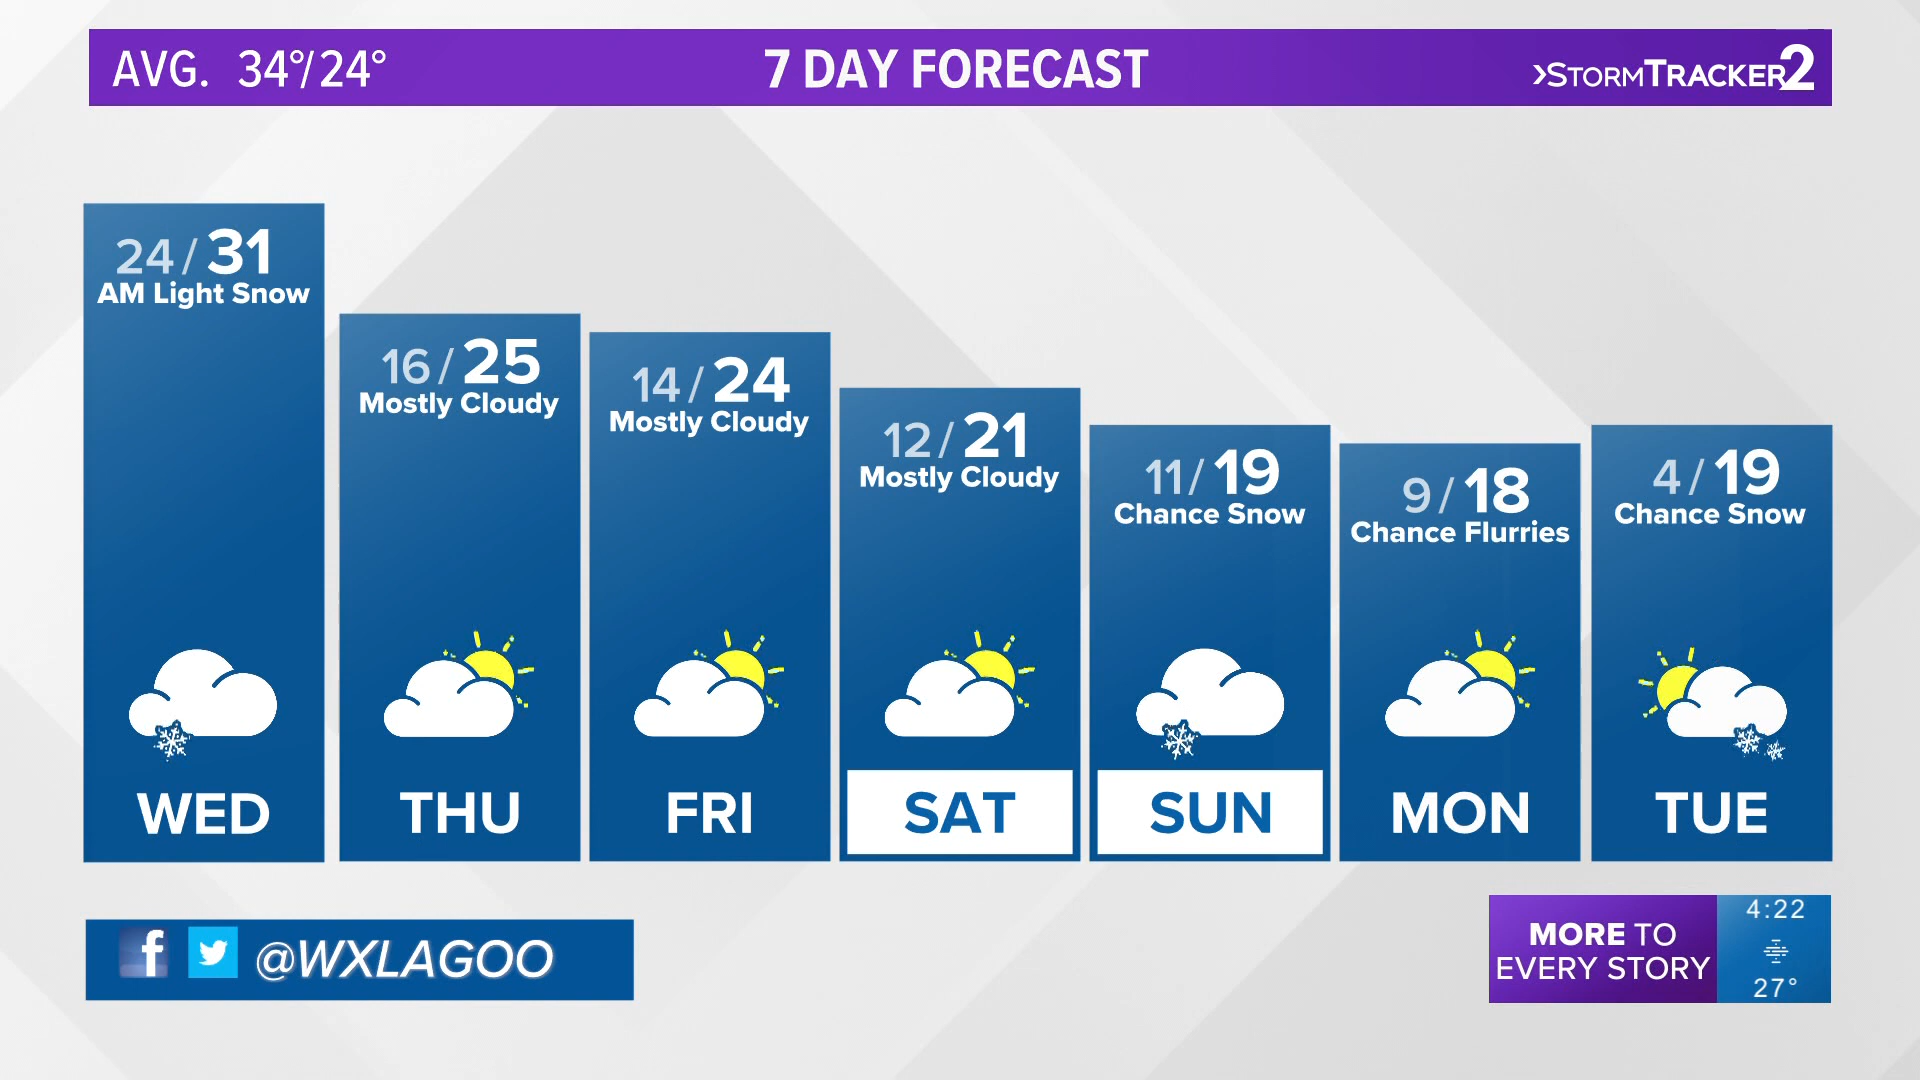 AVG. 34°/24°
7 DAY FORECAST
›STORMTRACKER2
24/31
AM Light Snow
WED
16/25
Mostly Cloudy
THU
14/24
Mostly Cloudy
FRI
12/21
Mostly Cloudy
SAT
11/19
Chance Snow
SUN
9/18
Chance Flurries
MON
4/19
Chance Snow
TUE
f
@WXLAGOO
MORE TO
EVERY STORY
4:22
27°